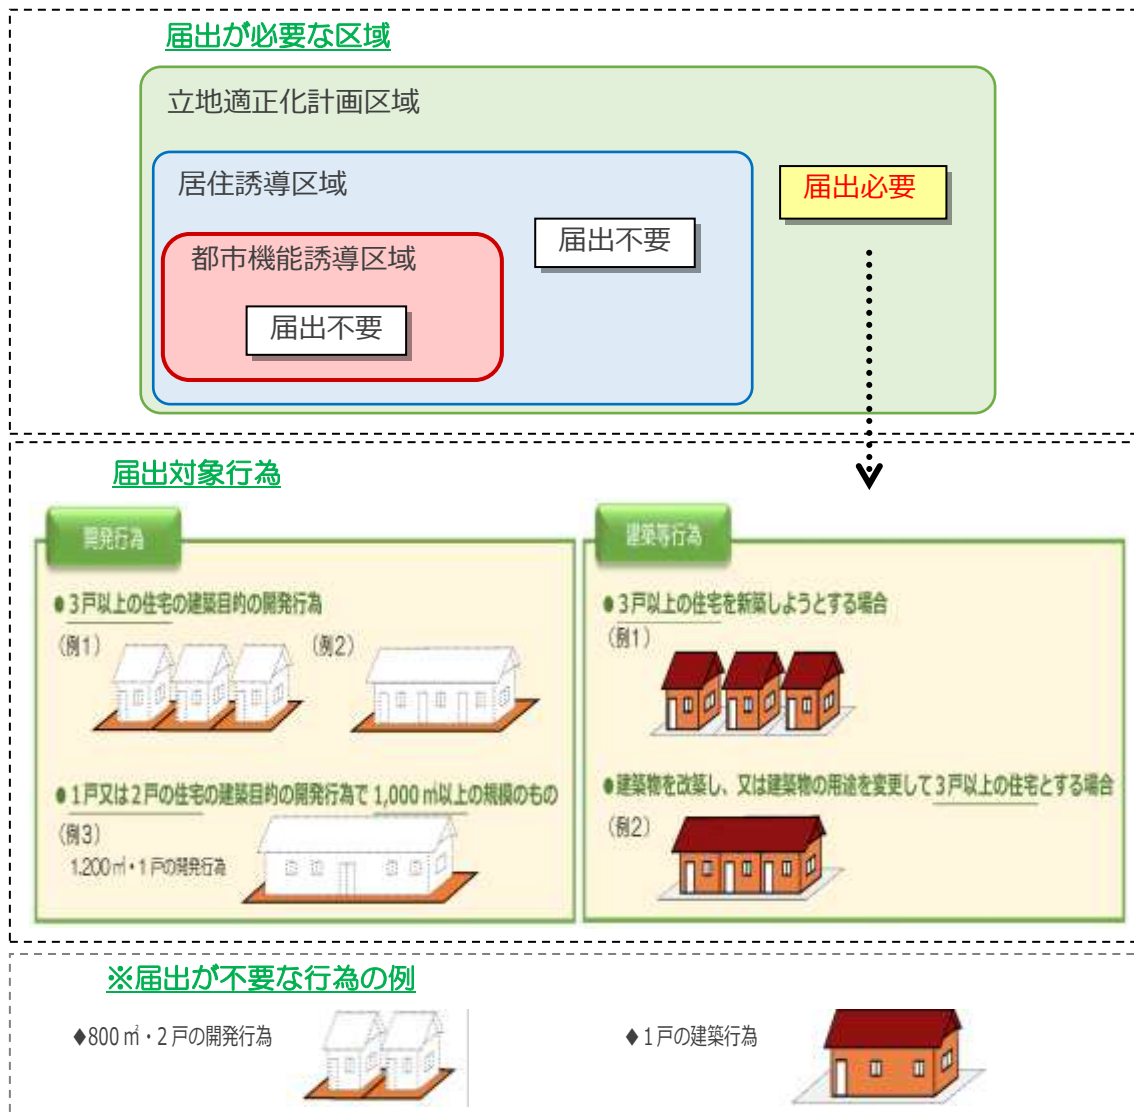 届出が必要な区域
立地適正化計画区域
居住誘導区域
届出必要
都市機能誘導区域
届出不要
届出不要
届出対象行為
開発行為
●3戸以上の住宅の建築目的の開発行為
(例1)
(例2)
●1戸又は2戸の住宅の建築目的の開発行為で1,000㎡以上の規模のもの
(例3)
1,200㎡・1戸の開発行為
建築等行為
●3戸以上の住宅を新築しようとする場合
(例1)
●建築物を改築し、又は建築物の用途を変更して3戸以上の住宅とする場合
(例2)
※届出が不要な行為の例
◆800㎡・2戸の開発行為
◆1戸の建築行為